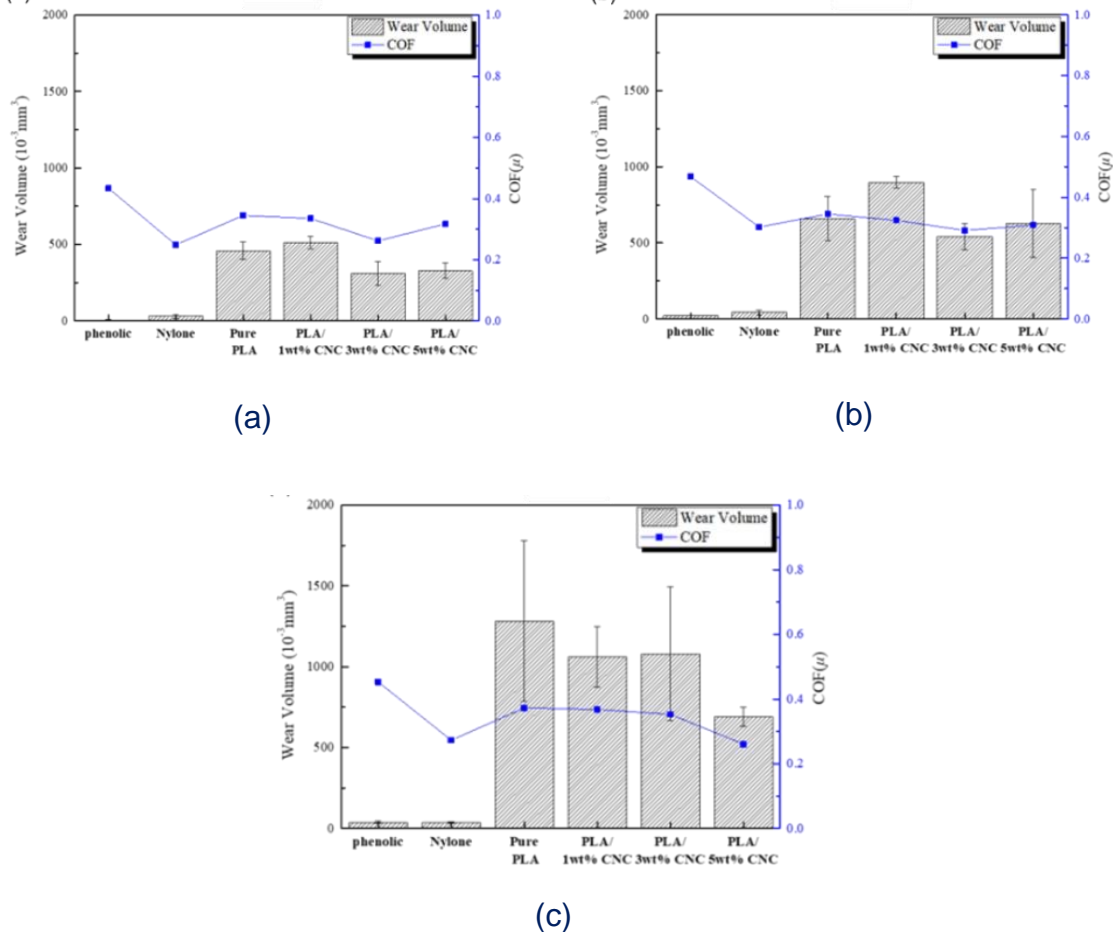 2000
1500
1000
500
0
Wear Volume (10⁻³mm³)
Wear Volume
COF
1.0
0.8
0.6
0.4
0.2
0.0
COF(μ)
phenolic Nylone Pure PLA/ PLA/ PLA/
PLA 1wt% CNC 3wt% CNC 5wt% CNC
(a)
2000
1500
1000
500
0
Wear Volume (10⁻³mm³)
Wear Volume
COF
1.0
0.8
0.6
0.4
0.2
0.0
COF(μ)
phenolic Nylone Pure PLA/ PLA/ PLA/
PLA 1wt% CNC 3wt% CNC 5wt% CNC
(b)
2000
1500
1000
500
0
Wear Volume (10⁻³mm³)
Wear Volume
COF
1.0
0.8
0.6
0.4
0.2
0.0
COF(μ)
phenolic Nylone Pure PLA/ PLA/ PLA/
PLA 1wt% CNC 3wt% CNC 5wt% CNC
(c)